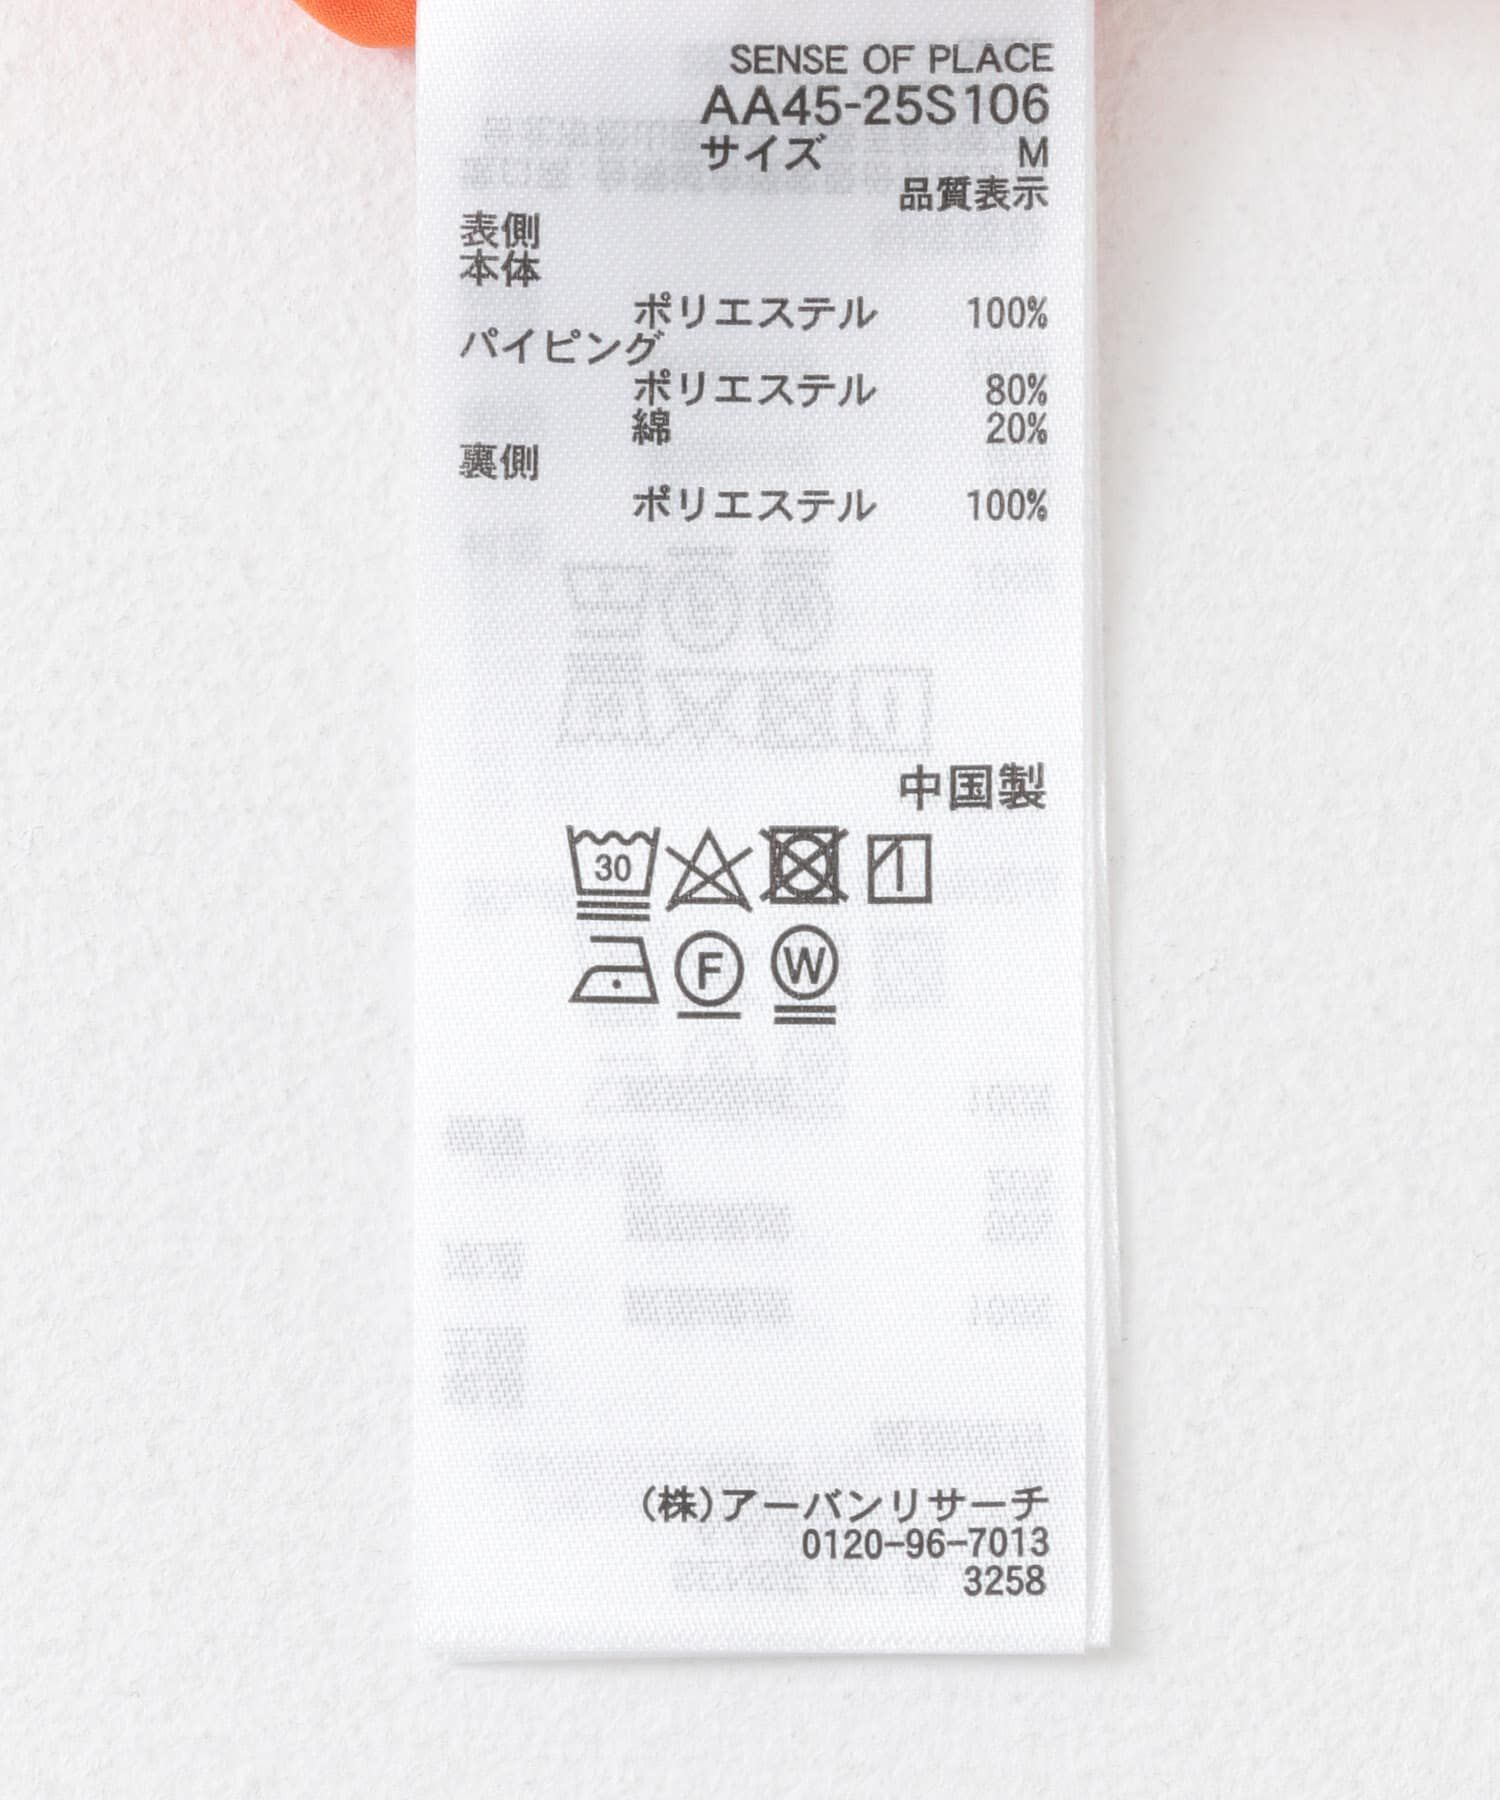 SENSE OF PLACE
AA45-25S106
サイズ M
品質表示
表側
本体
ポリエステル 100%
パイピング
ポリエステル 80%
綿 20%
裏側
ポリエステル 100%
中国製
30
F W
(株)アーバンリサーチ
0120-96-7013
3258